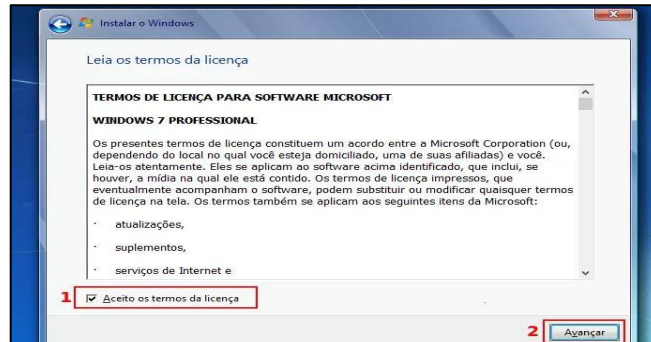 Instalar o Windows
Leia os termos da licença
TERMOS DE LICENÇA PARA SOFTWARE MICROSOFT
WINDOWS 7 PROFESSIONAL
Os presentes termos de licença constituem um acordo entre a Microsoft Corporation (ou,
dependendo do local no qual você esteja domiciliado, uma de suas afiliadas) e você.
Leia-os atentamente. Eles se aplicam ao software acima identificado, que inclui, se
houver, a mídia na qual ele está contido. Os termos de licença impressos, que
eventualmente acompanham o software, podem substituir ou modificar quaisquer termos
de licença na tela. Os termos também se aplicam aos seguintes itens da Microsoft:
· atualizações,
· suplementos,
· serviços de Internet e
1 Aceito os termos da licença
2 Avançar